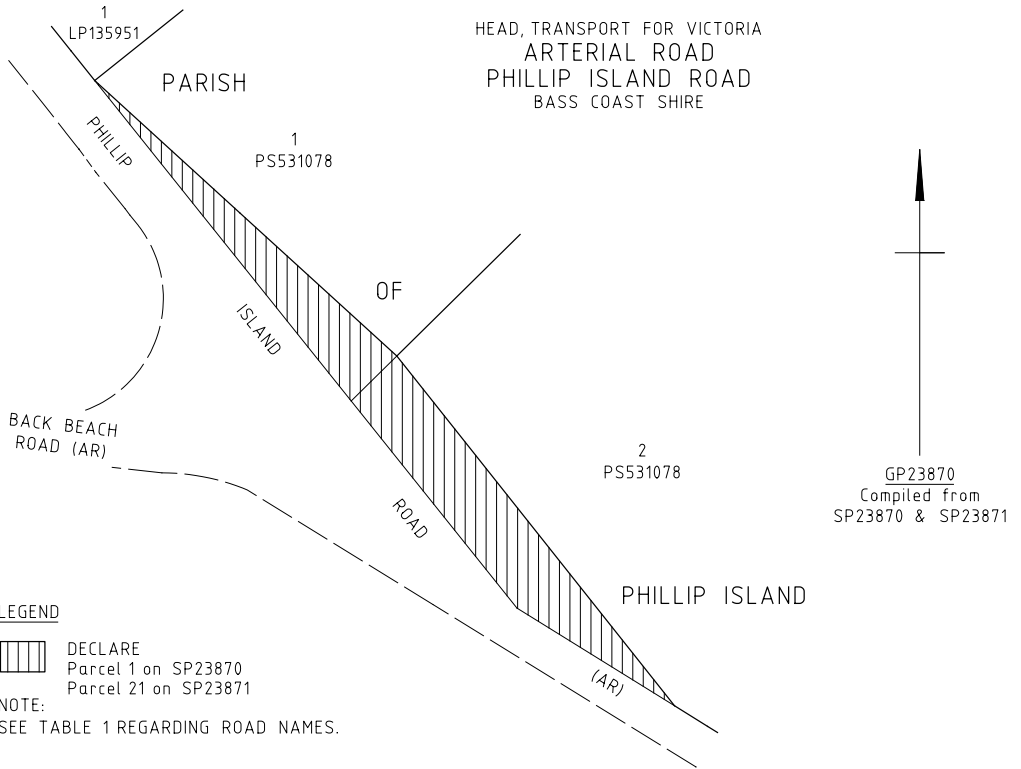 HEAD, TRANSPORT FOR VICTORIA
ARTERIAL ROAD
PHILLIP ISLAND ROAD
BASS COAST SHIRE
1
LP135951
PARISH
PHILLIP
1
PS531078
OF
ISLAND
BACK BEACH
ROAD (AR)
2
PS531078
ROAD
GP23870
Compiled from
SP23870 & SP23871
PHILLIP ISLAND
(AR)
LEGEND
DECLARE
Parcel 1 on SP23870
Parcel 21 on SP23871
NOTE:
SEE TABLE 1 REGARDING ROAD NAMES.